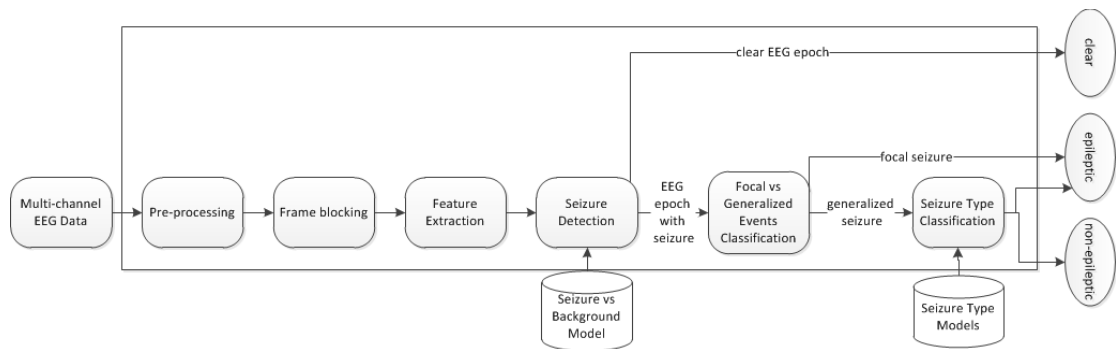 clear
clear EEG epoch
epileptic
focal seizure
Multi-channel
EEG Data
Pre-processing
Frame blocking
Feature
Extraction
Seizure
Detection
EEG
epoch
with
seizure
Focal vs
Generalized
Events
Classification
generalized
seizure
Seizure Type
Classification
non-epileptic
Seizure vs
Background
Model
Seizure Type
Models